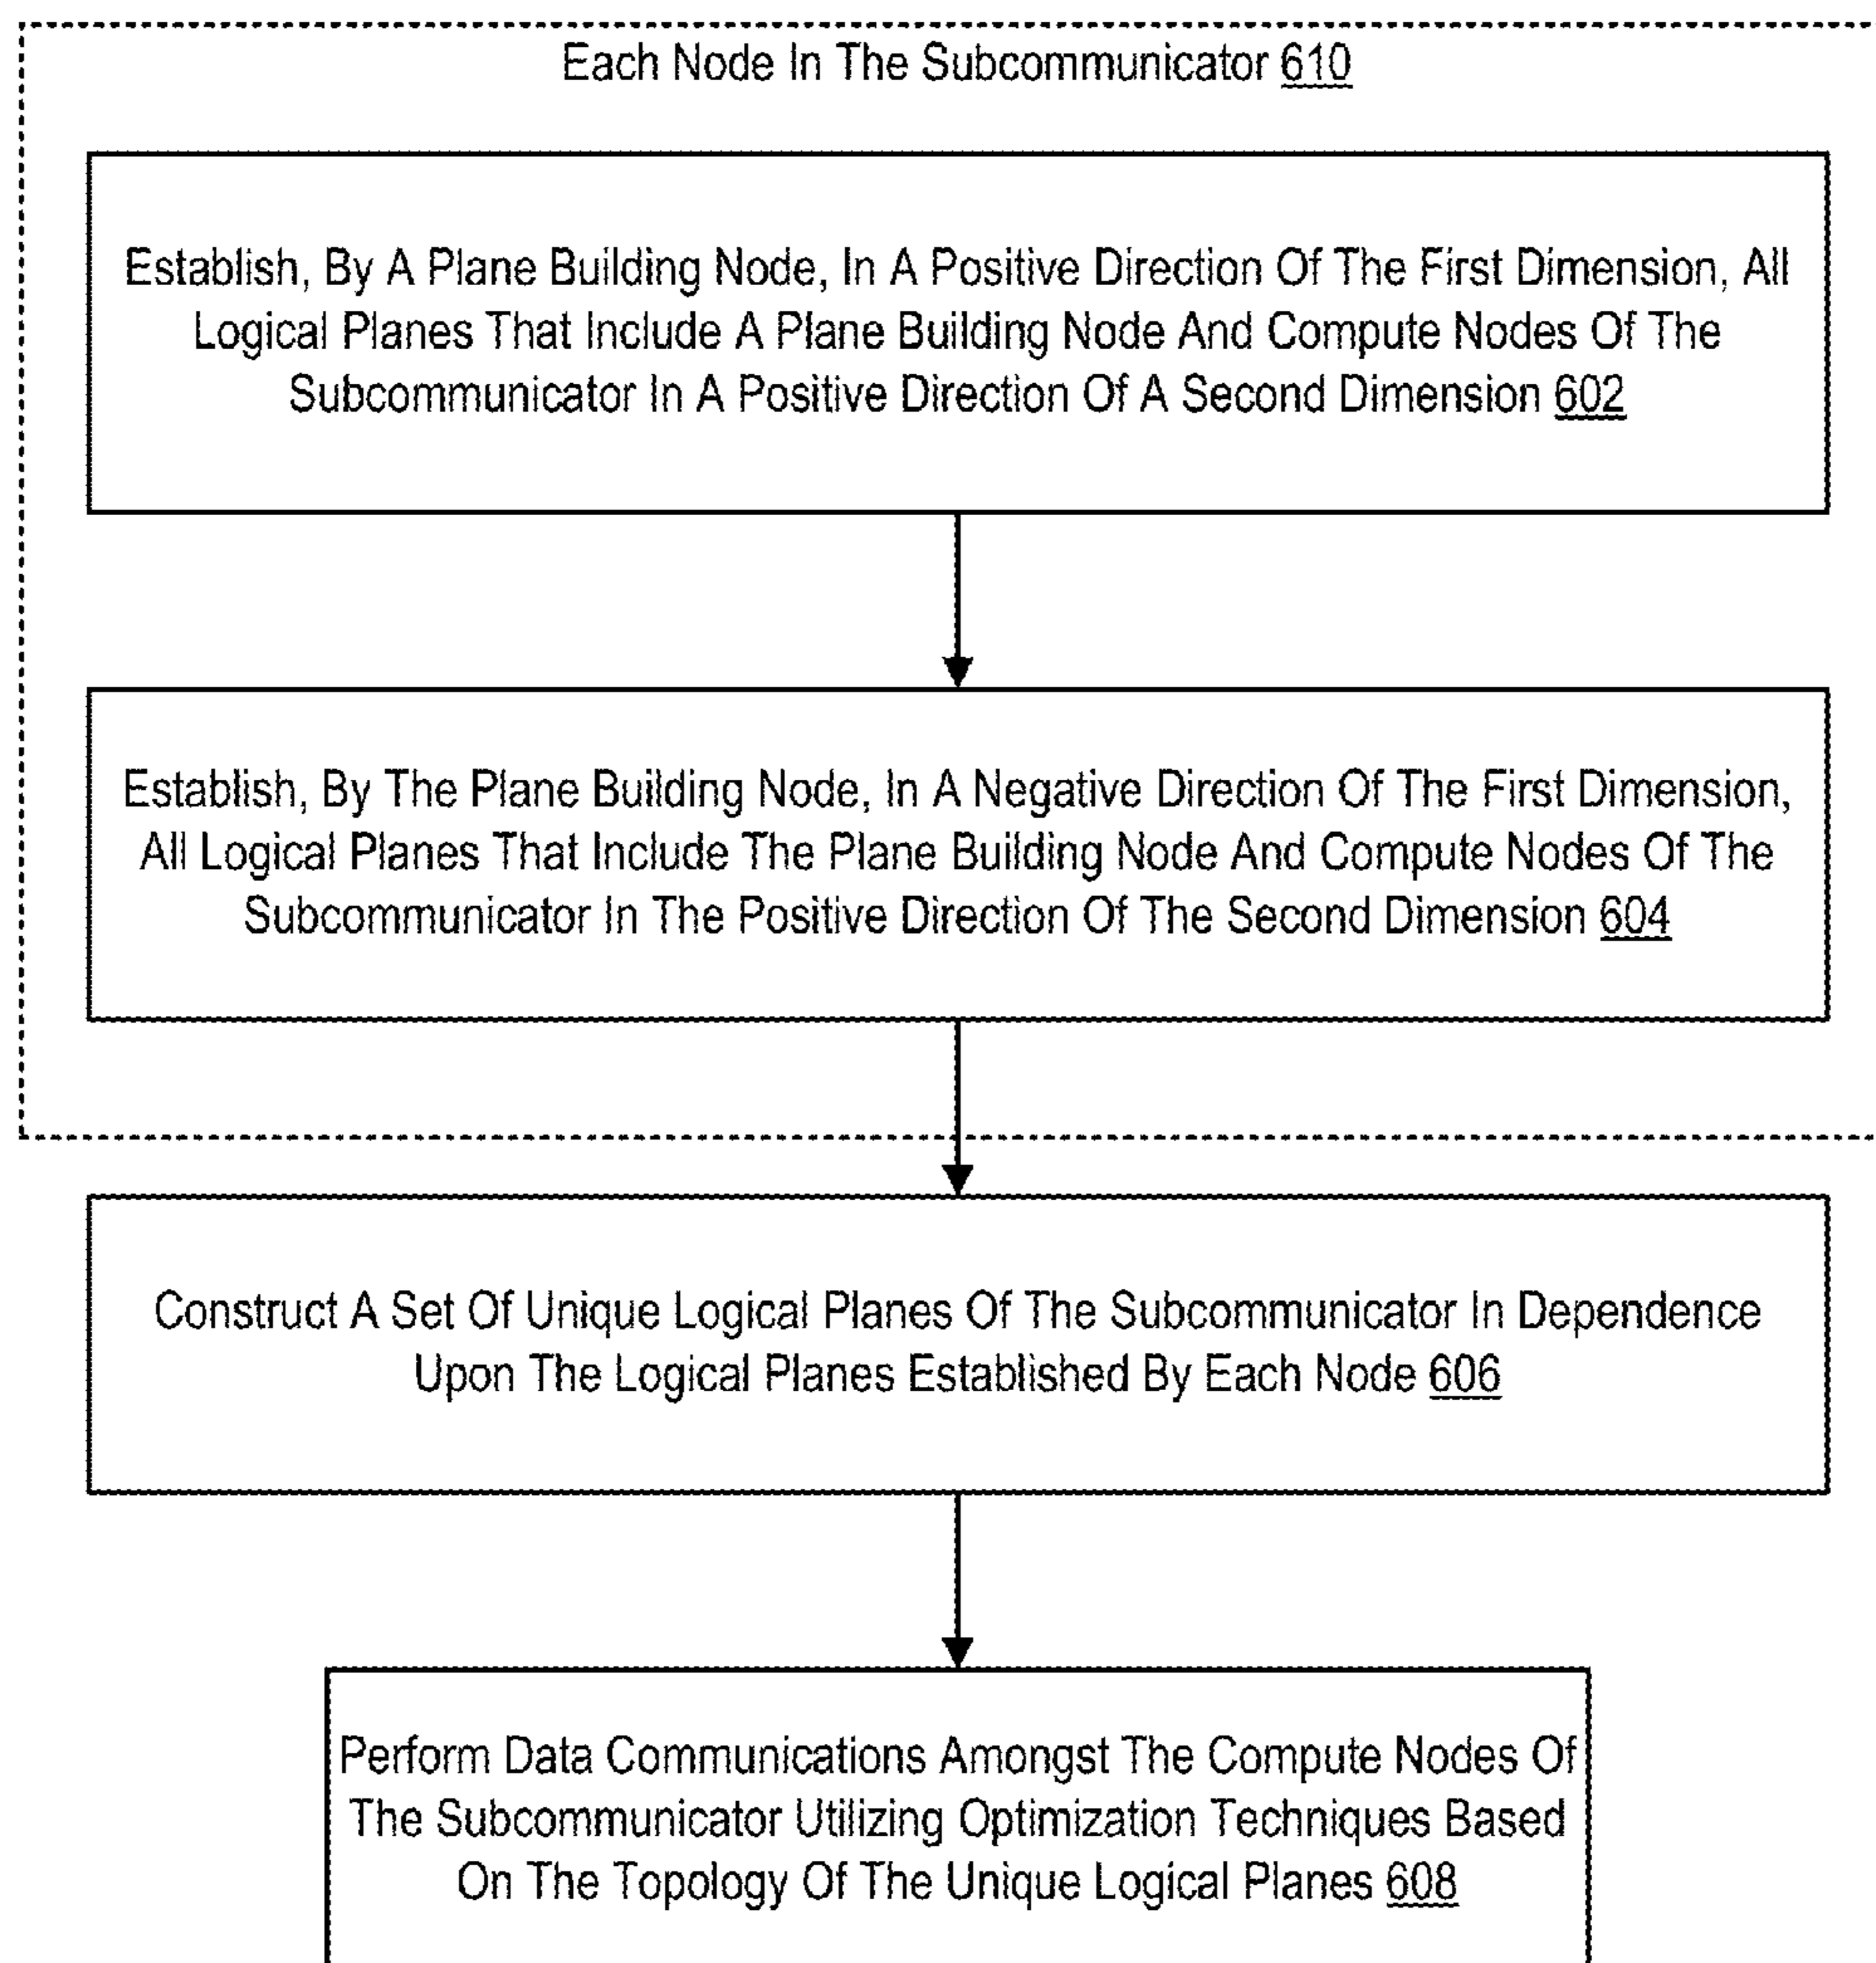 Each Node In The Subcommunicator 610
Establish, By A Plane Building Node, In A Positive Direction Of The First Dimension, All
Logical Planes That Include A Plane Building Node And Compute Nodes Of The
Subcommunicator In A Positive Direction Of A Second Dimension 602
Establish, By The Plane Building Node, In A Negative Direction Of The First Dimension,
All Logical Planes That Include The Plane Building Node And Compute Nodes Of The
Subcommunicator In The Positive Direction Of The Second Dimension 604
Construct A Set Of Unique Logical Planes Of The Subcommunicator In Dependence
Upon The Logical Planes Established By Each Node 606
Perform Data Communications Amongst The Compute Nodes Of
The Subcommunicator Utilizing Optimization Techniques Based
On The Topology Of The Unique Logical Planes 608